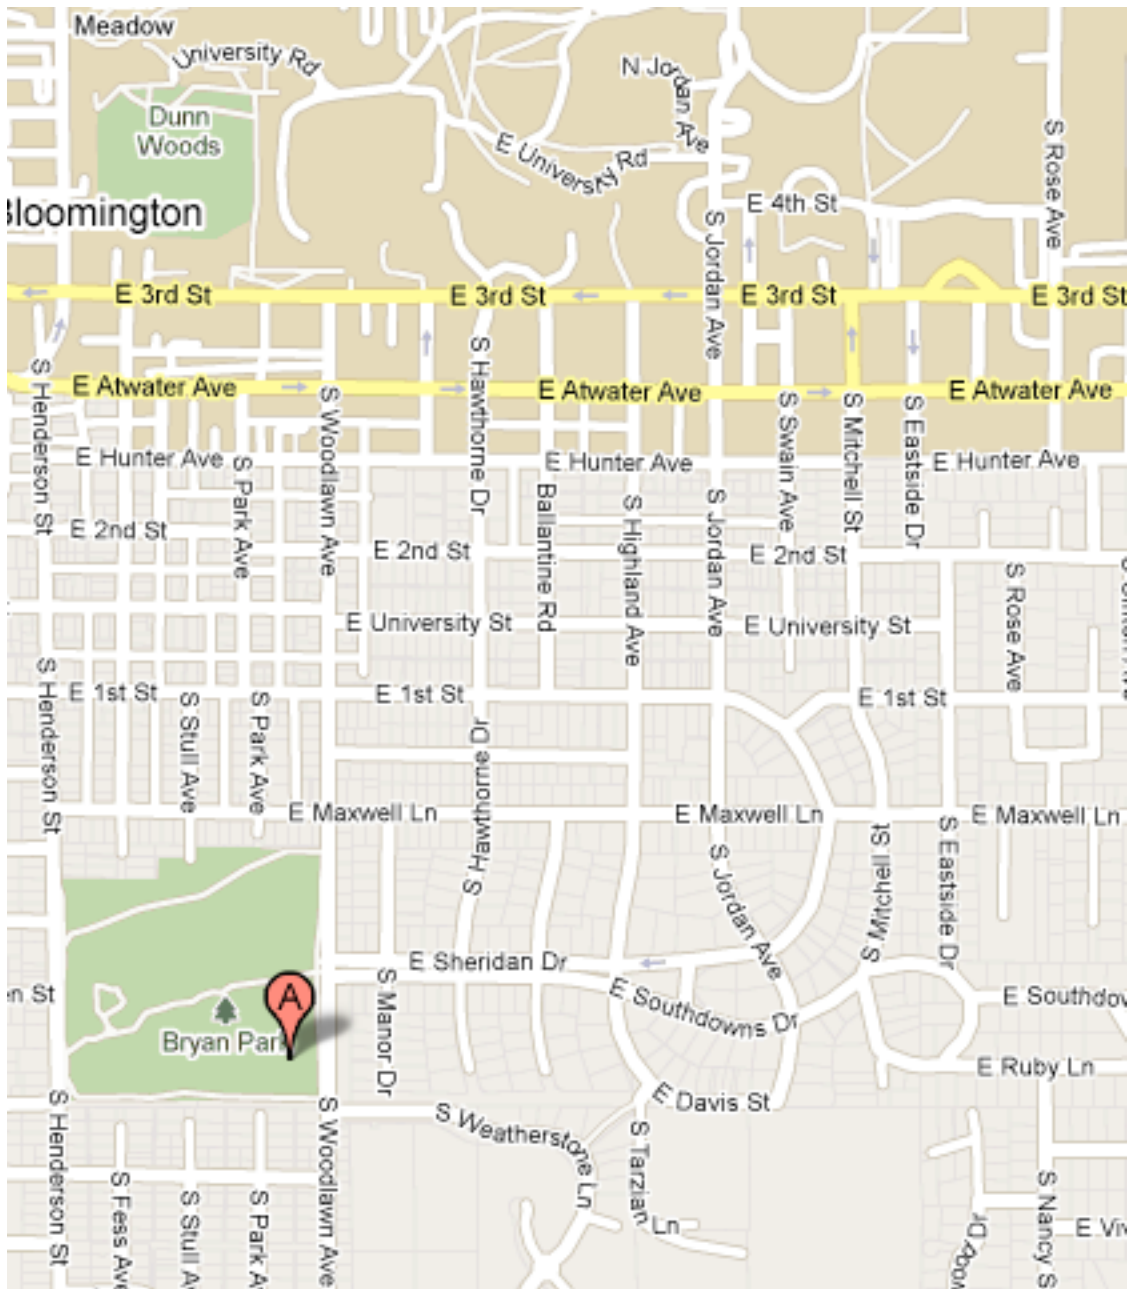 Meadow
University Rd
N Jordan Ave
Dunn
Woods
E University Rd
S Rose Ave
Bloomington
E 4th St
S Jordan Ave
E 3rd St
E 3rd St
E 3rd St
E 3rd St
S Henderson St
S Hawthorne Dr
E Atwater Ave
E Atwater Ave
E Atwater Ave
S Woodlawn Ave
S Swain Ave
S Mitchell St
S Eastside Dr
E Hunter Ave
S Park Ave
E Hunter Ave
E Hunter Ave
Ballantine Rd
S Highland Ave
S Jordan Ave
E 2nd St
E 2nd St
E 2nd St
S Rose Ave
E University St
E University St
S Henderson St
E 1st St
S Stull Ave
S Park Ave
E 1st St
E 1st St
S Hawthorne Dr
E Maxwell Ln
E Maxwell Ln
E Maxwell Ln
S Jordan Ave
S Mitchell St
S Eastside Dr
E Sheridan Dr
S Manor Dr
E Southdowns Dr
A
Bryan Park
E Ruby Ln
S Henderson St
S Woodlawn Ave
S Weatherstone Ln
E Davis St
S Tarzian Ln
S Fess Ave
S Stull A
S Park A
S Nancy S